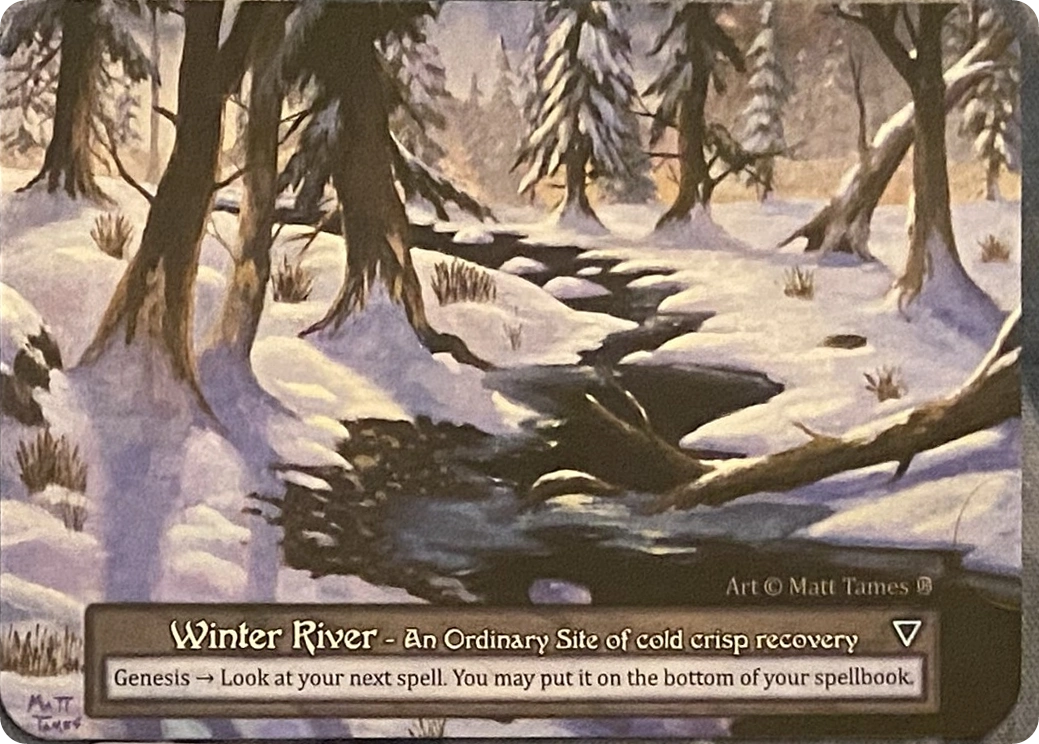 Art © Matt Tames
Winter River - An Ordinary Site of cold crisp recovery
Genesis → Look at your next spell. You may put it on the bottom of your spellbook.
Matt
Tames